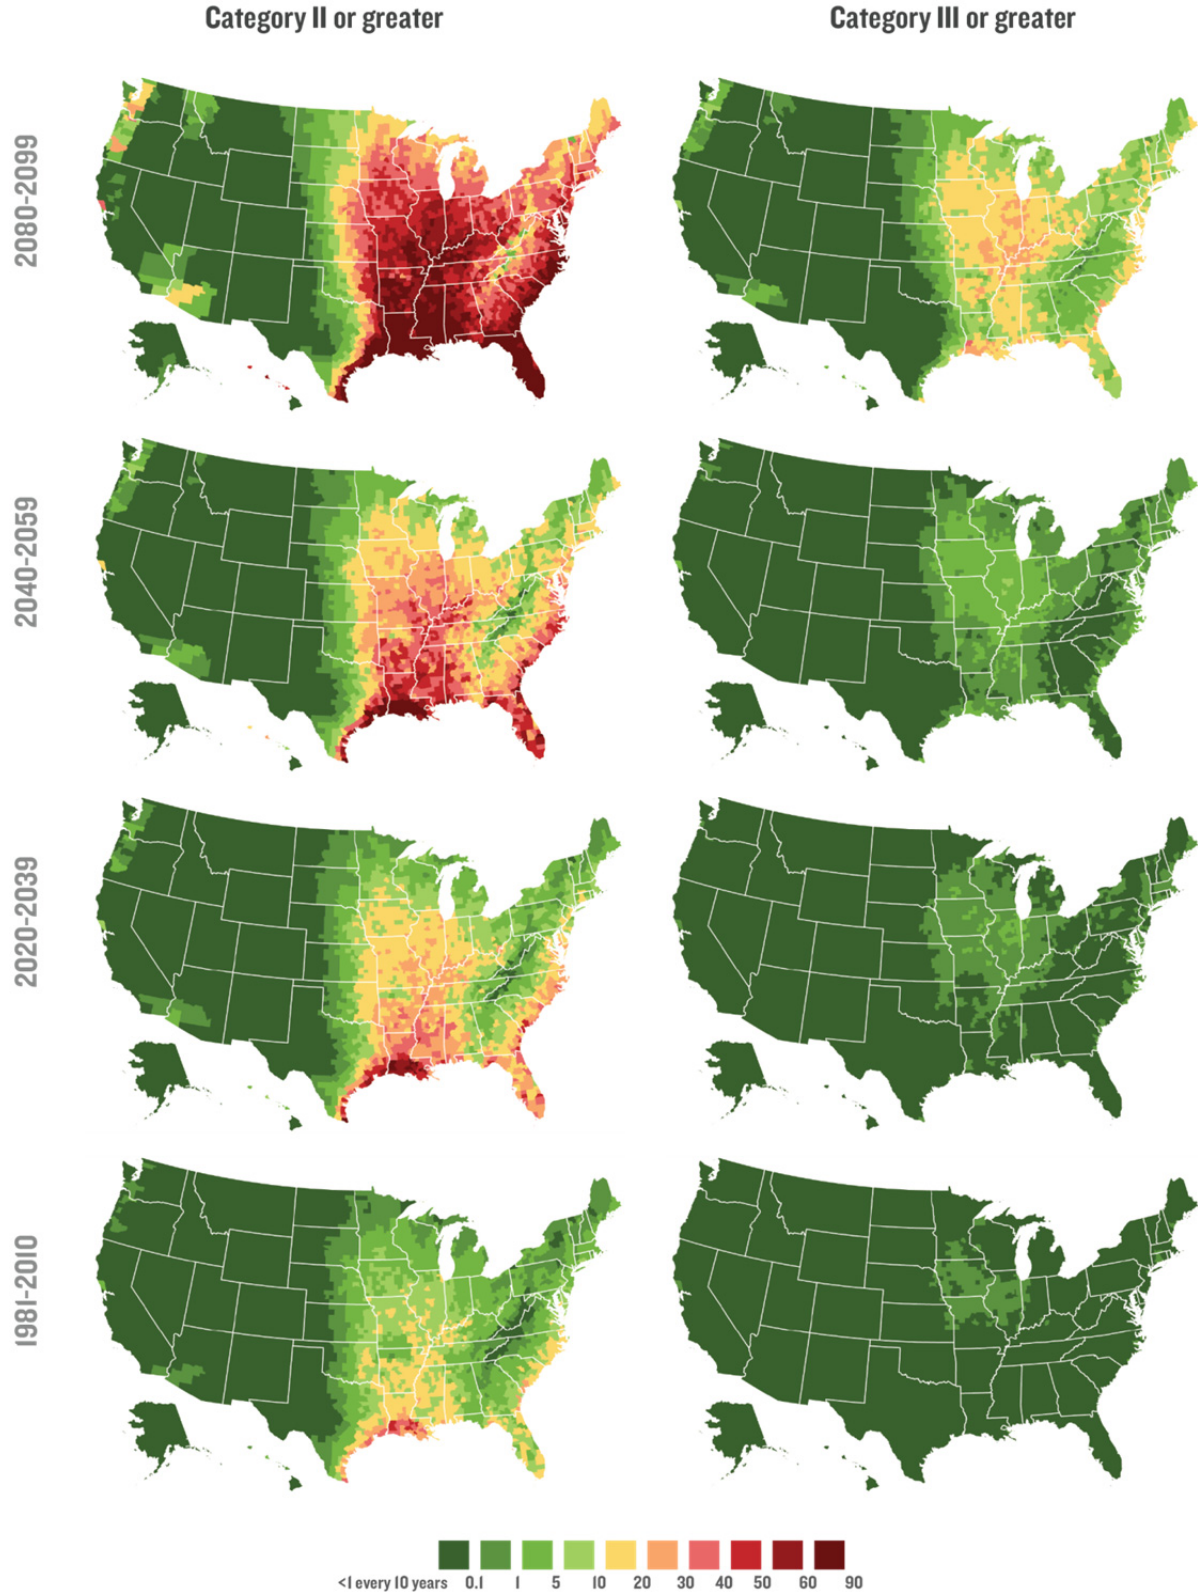 Category II or greater
Category III or greater
2080-2099
2040-2059
2020-2039
1981-2010
<1 every 10 years 0.1 1 5 10 20 30 40 50 60 90